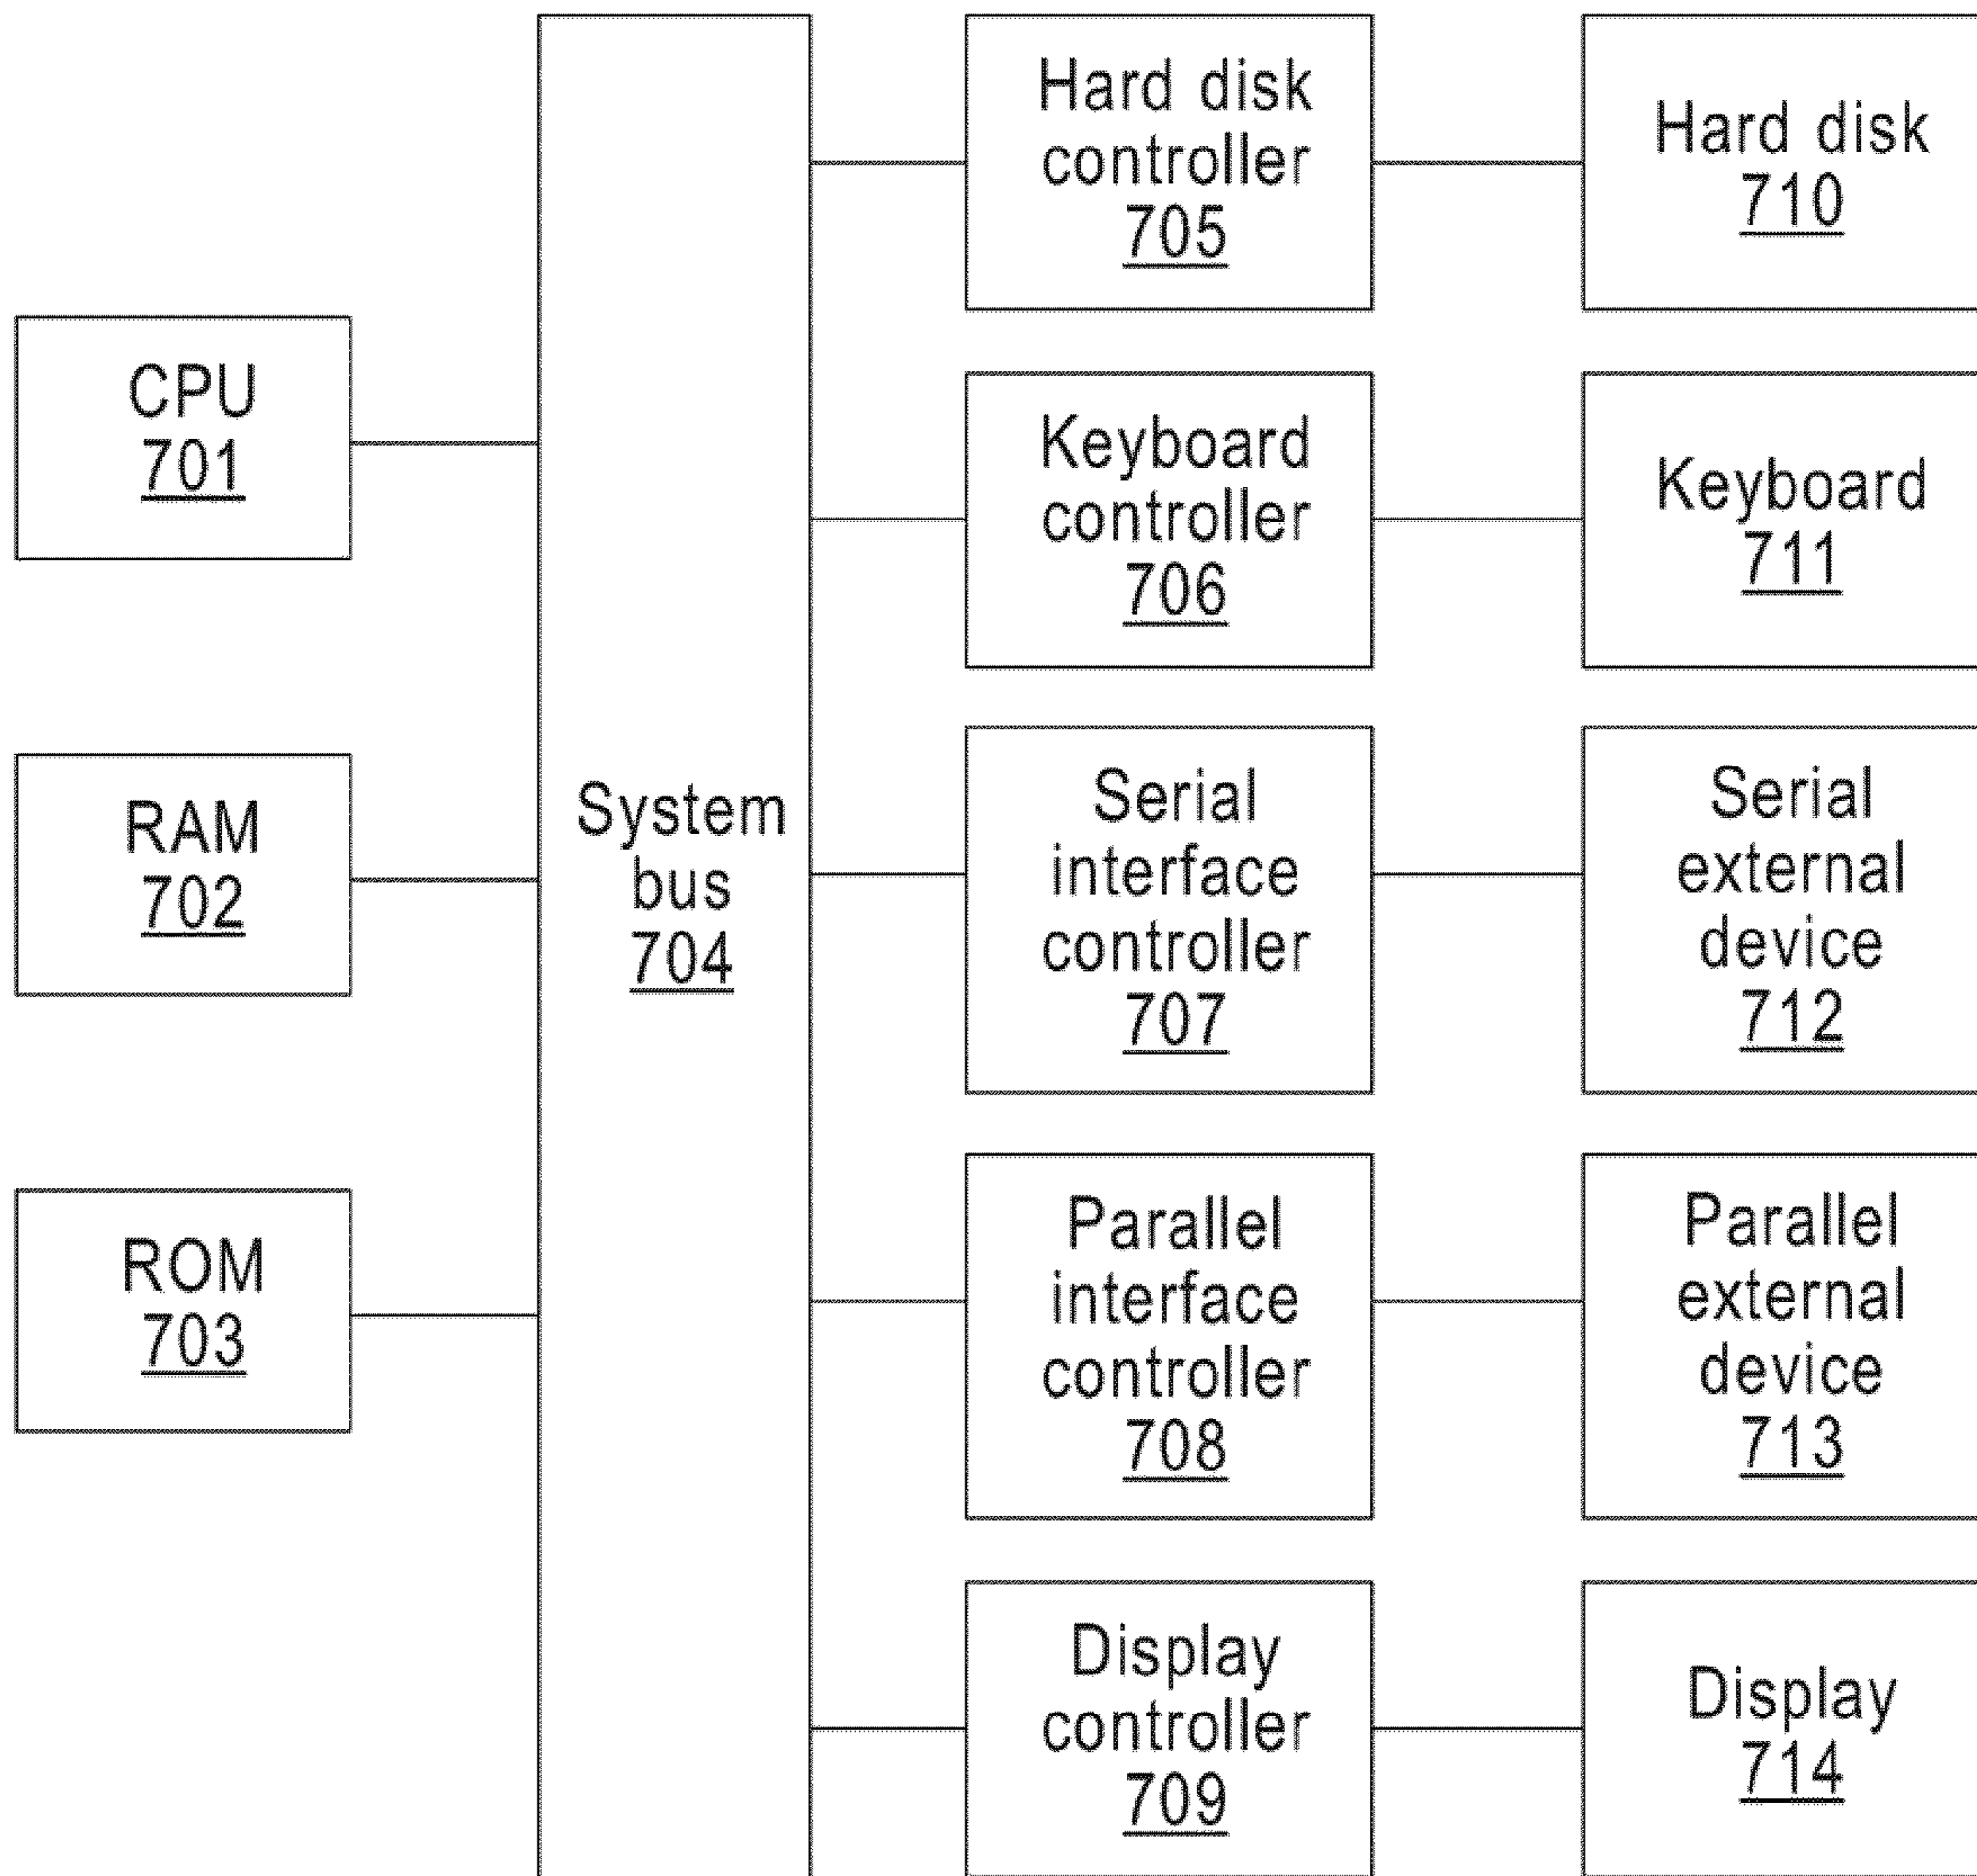 CPU
701
RAM
702
ROM
703
System
bus
704
Hard disk
controller
705
Hard disk
710
Keyboard
controller
706
Keyboard
711
Serial
interface
controller
707
Serial
external
device
712
Parallel
interface
controller
708
Parallel
external
device
713
Display
controller
709
Display
714